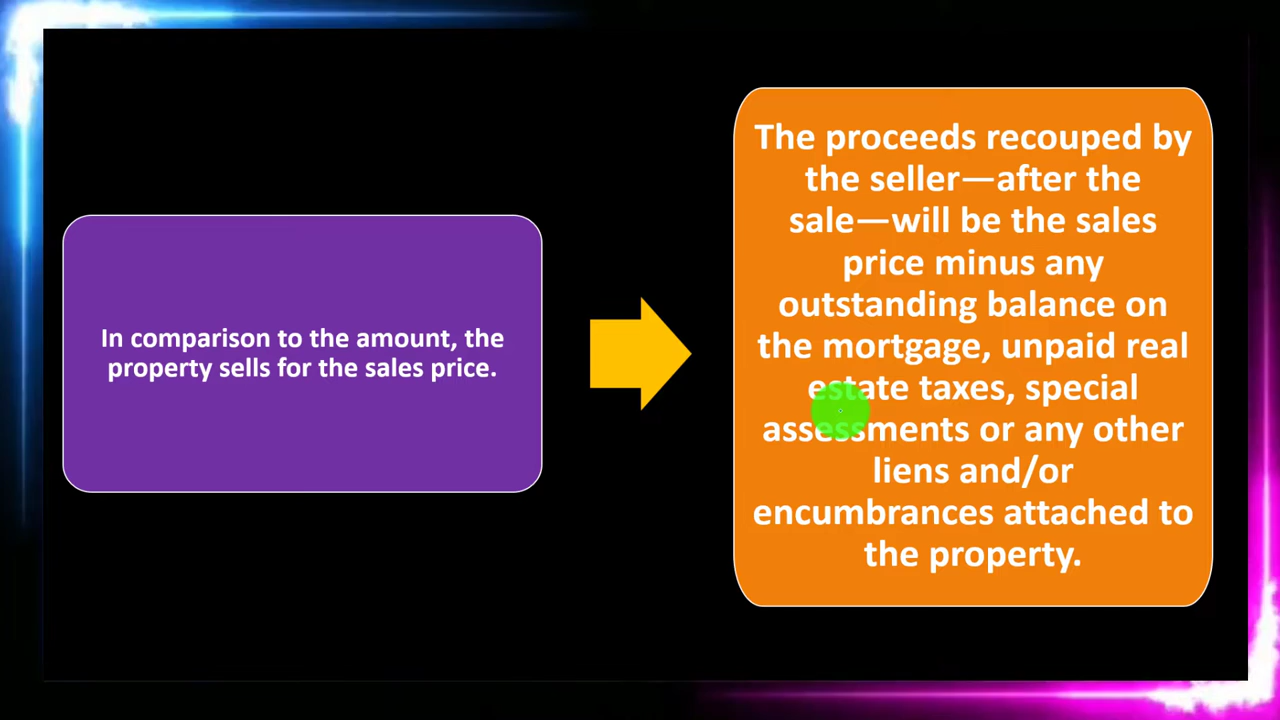 In comparison to the amount, the
property sells for the sales price.
The proceeds recouped by
the seller—after the
sale—will be the sales
price minus any
outstanding balance on
the mortgage, unpaid real
estate taxes, special
assessments or any other
liens and/or
encumbrances attached to
the property.